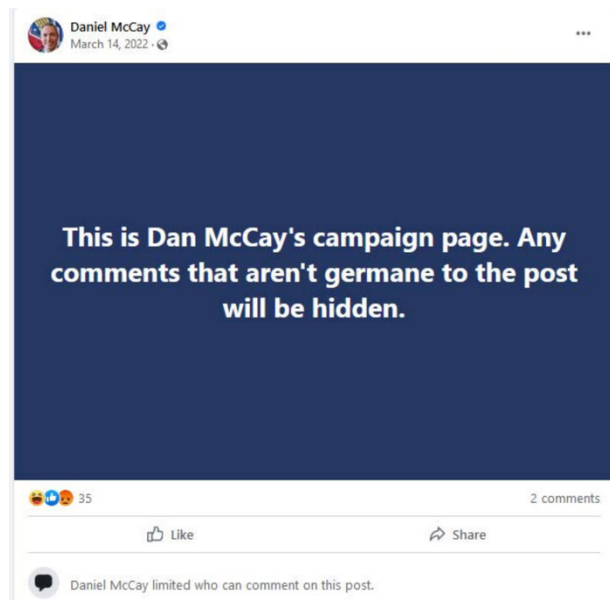 Daniel McCay
March 14, 2022 ·
This is Dan McCay's campaign page. Any
comments that aren't germane to the post
will be hidden.
35
2 comments
Like
Share
Daniel McCay limited who can comment on this post.